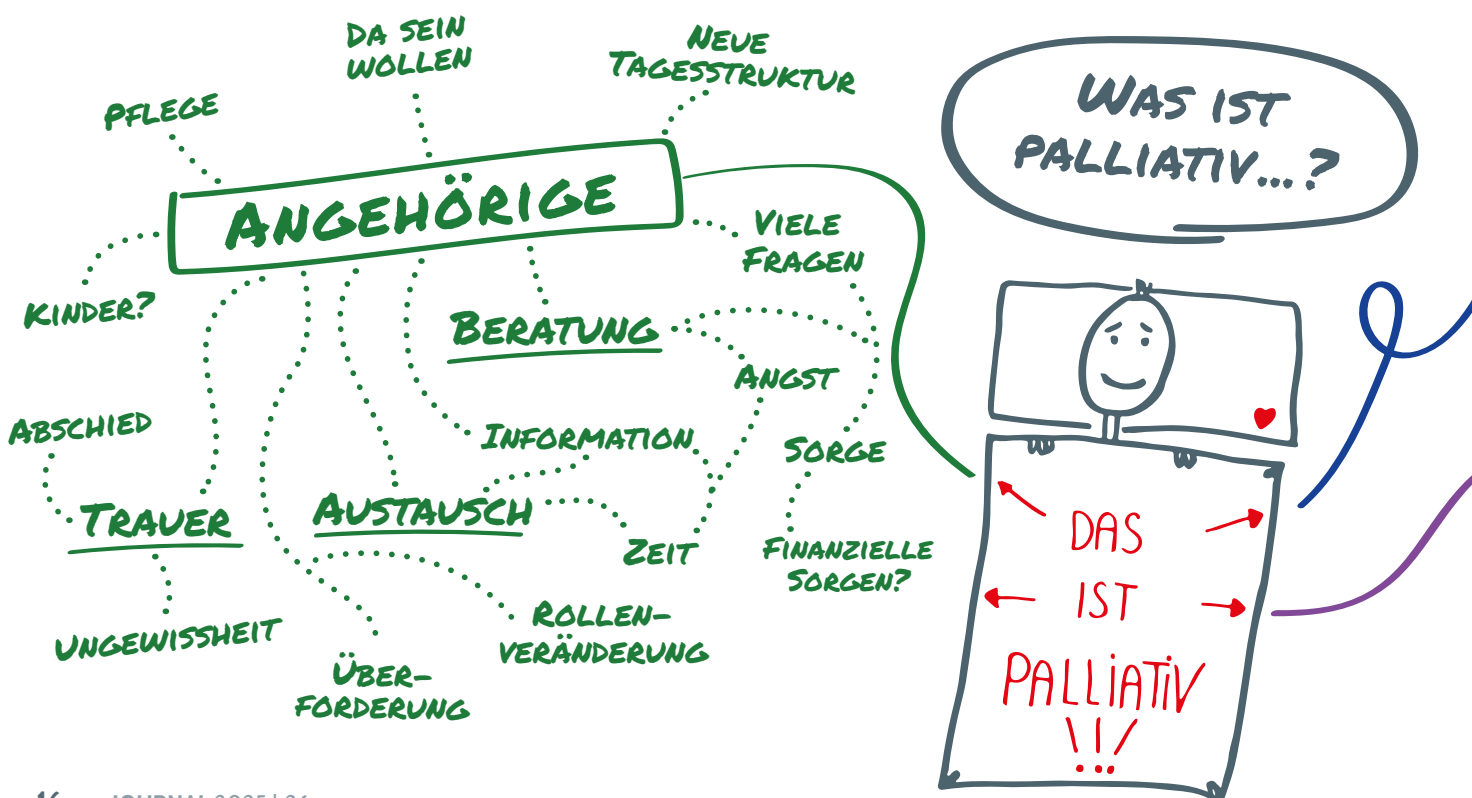 DA SEIN
WOLLEN
NEUE
TAGESSTRUKTUR
PFLEGE
ANGEHÖRIGE
VIELE
FRAGEN
KINDER?
BERATUNG
ANGST
ABSCHIED
INFORMATION
SORGE
TRAUER
AUSTAUSCH
ZEIT
FINANZIELLE
SORGEN?
UNGEWISSHEIT
ROLLEN-
VERÄNDERUNG
ÜBER-
FORDERUNG
WAS IST
PALLIATIV...?
DAS
IST
PALLIATIV
!!!
JOURNAL